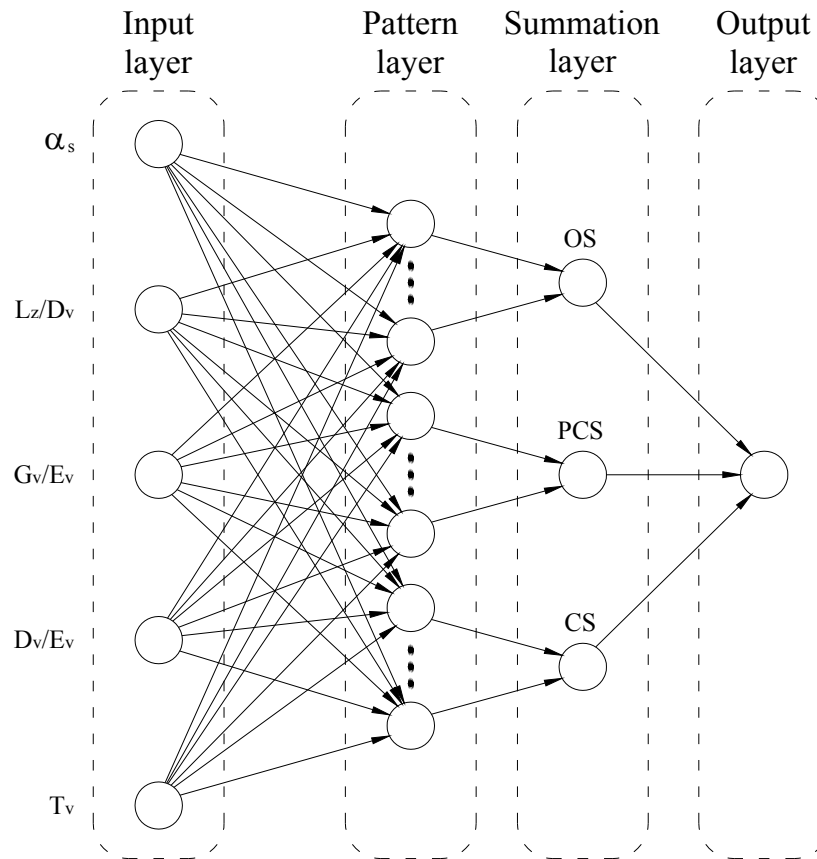 Input layer
Pattern layer
Summation layer
Output layer
αs
OS
Lz/Dv
PCS
Gv/Ev
CS
Dv/Ev
Tv